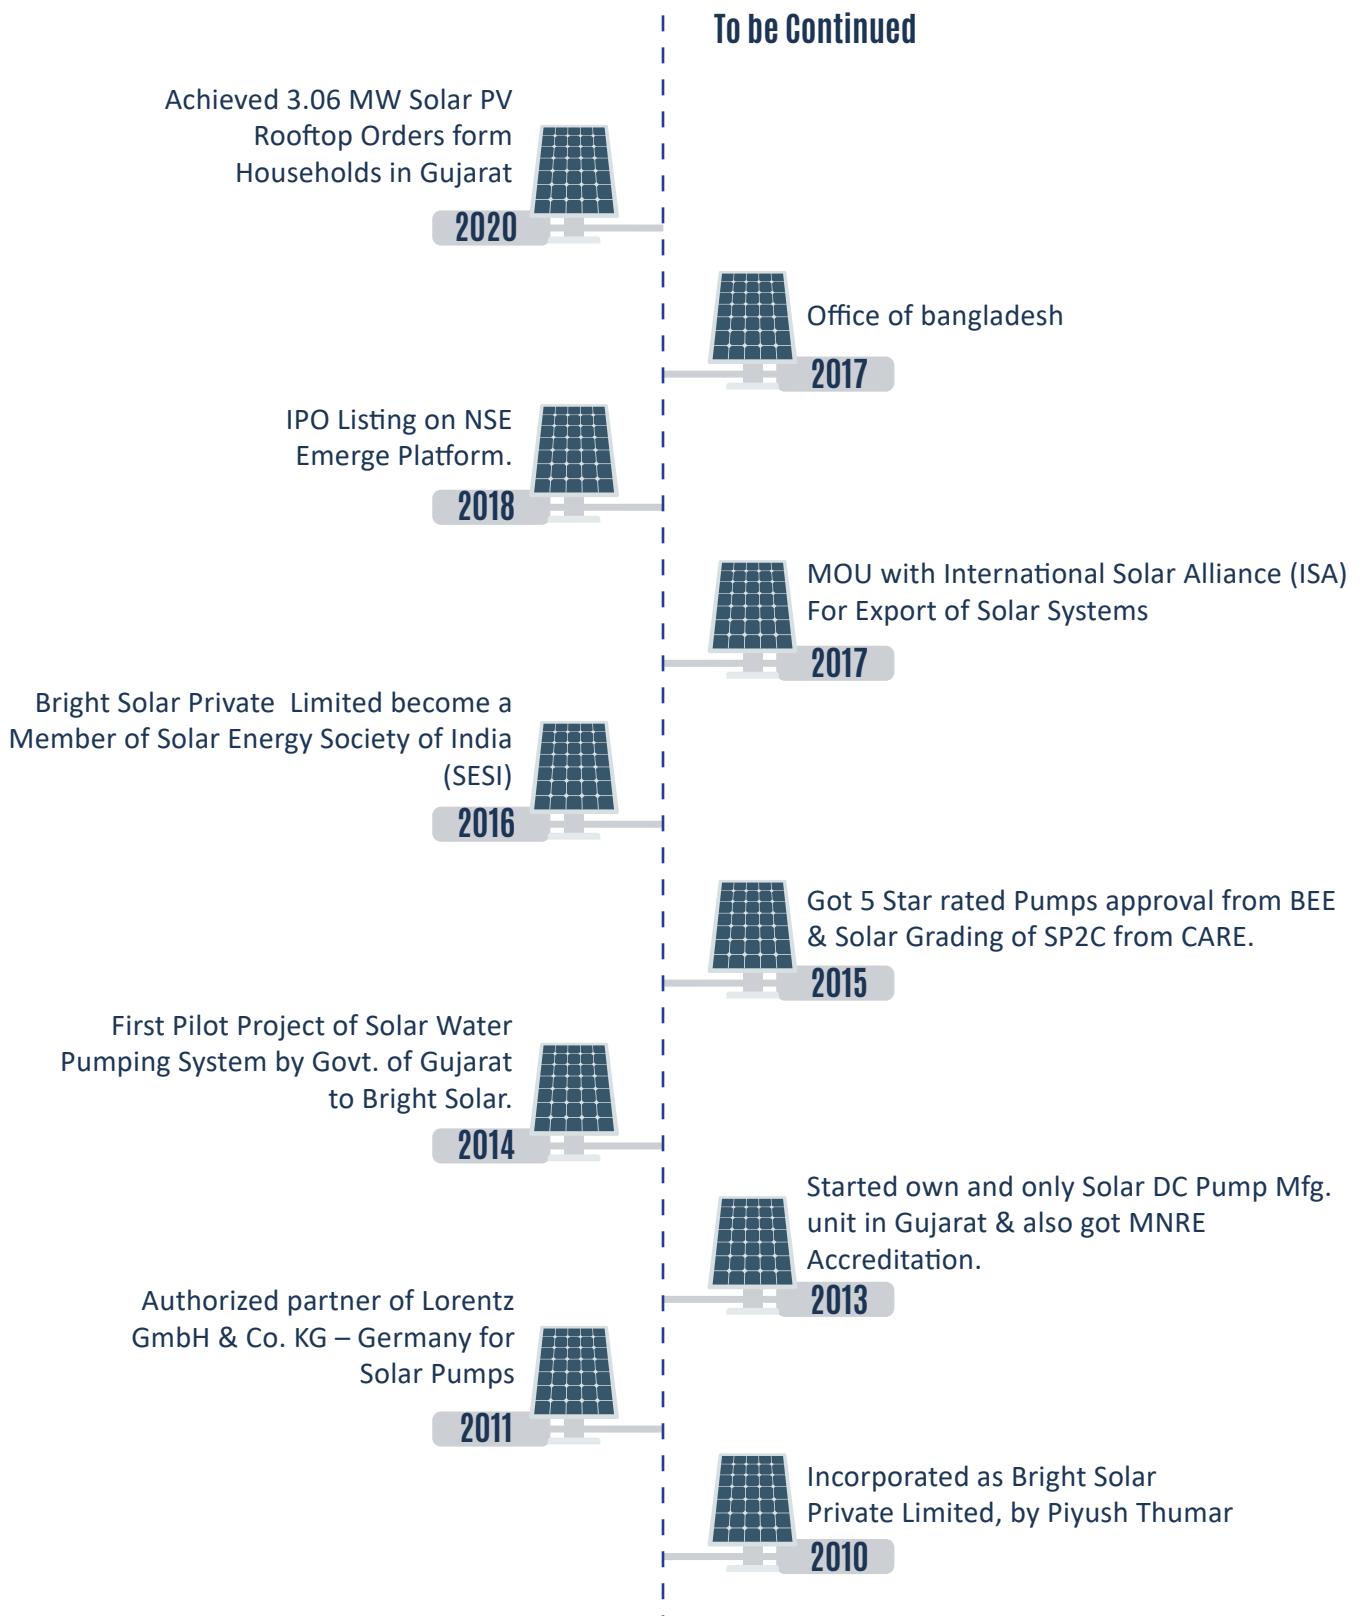 To be Continued
Achieved 3.06 MW Solar PV
Rooftop Orders form
Households in Gujarat
2020
Office of bangladesh
2017
IPO Listing on NSE
Emerge Platform.
2018
MOU with International Solar Alliance (ISA)
For Export of Solar Systems
2017
Bright Solar Private  Limited become a
Member of Solar Energy Society of India
(SESI)
2016
Got 5 Star rated Pumps approval from BEE
& Solar Grading of SP2C from CARE.
2015
First Pilot Project of Solar Water
Pumping System by Govt. of Gujarat
to Bright Solar.
2014
Started own and only Solar DC Pump Mfg.
unit in Gujarat & also got MNRE
Accreditation.
2013
Authorized partner of Lorentz
GmbH & Co. KG – Germany for
Solar Pumps
2011
Incorporated as Bright Solar
Private Limited, by Piyush Thumar
2010